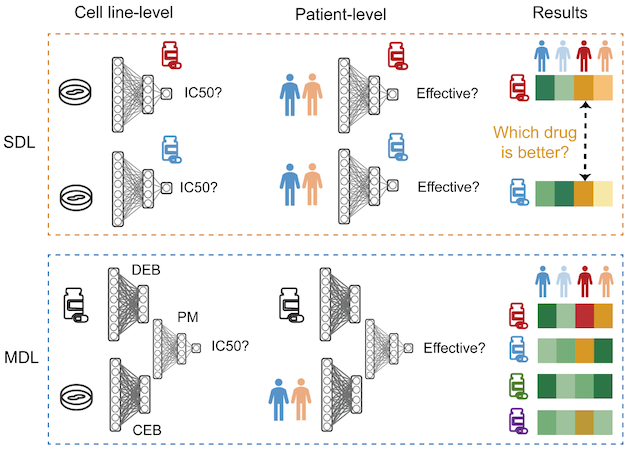 Cell line-level
Patient-level
Results
SDL
IC50?
Effective?
Which drug
is better?
IC50?
Effective?
MDL
DEB
PM
IC50?
Effective?
CEB